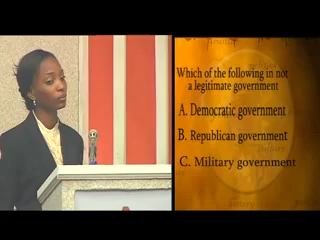 Which of the following in not
a legitimate government
A. Democratic government
B. Republican government
C. Military government